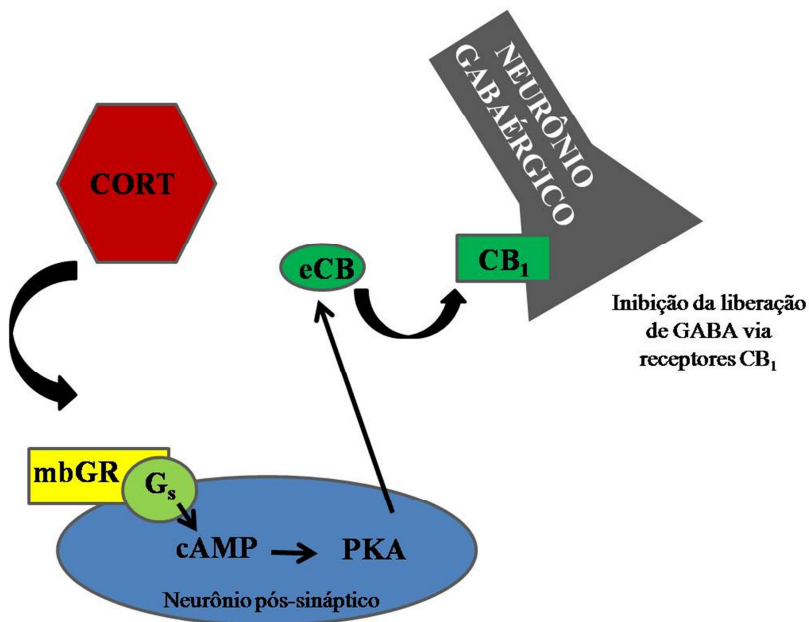 NEURÔNIO
GABAÉRGICO
CORT
eCB
CB₁
Inibição da liberação
de GABA via
receptores CB₁
mbGR
Gₛ
cAMP
PKA
Neurônio pós-sináptico